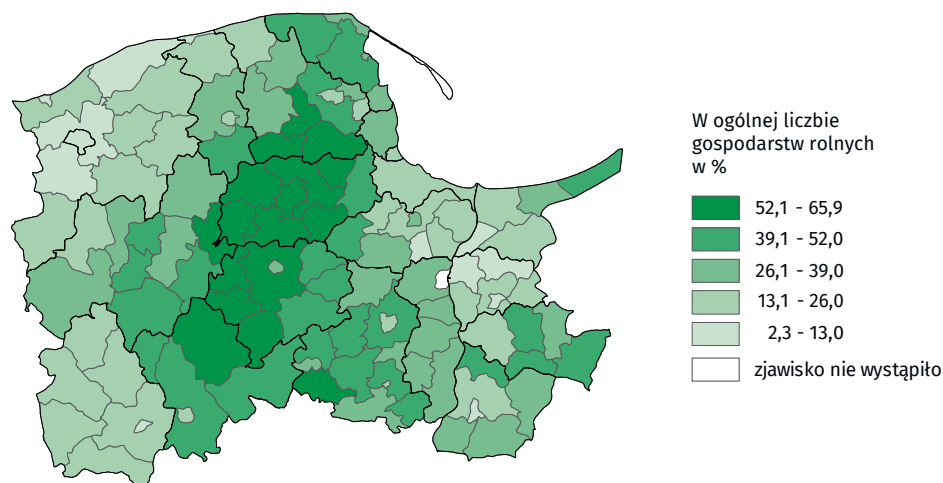 W ogólnej liczbie
gospodarstw rolnych
w %
52,1 - 65,9
39,1 - 52,0
26,1 - 39,0
13,1 - 26,0
2,3 - 13,0
zjawisko nie wystąpiło